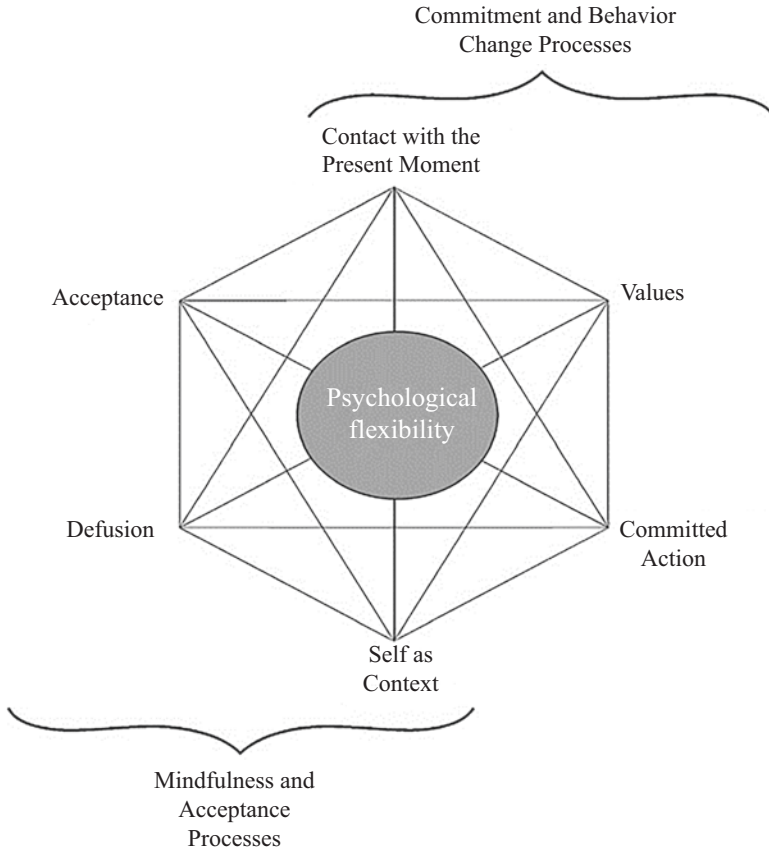 Commitment and Behavior
Change Processes
Contact with the
Present Moment
Acceptance
Values
Psychological
flexibility
Defusion
Committed
Action
Self as
Context
Mindfulness and
Acceptance
Processes